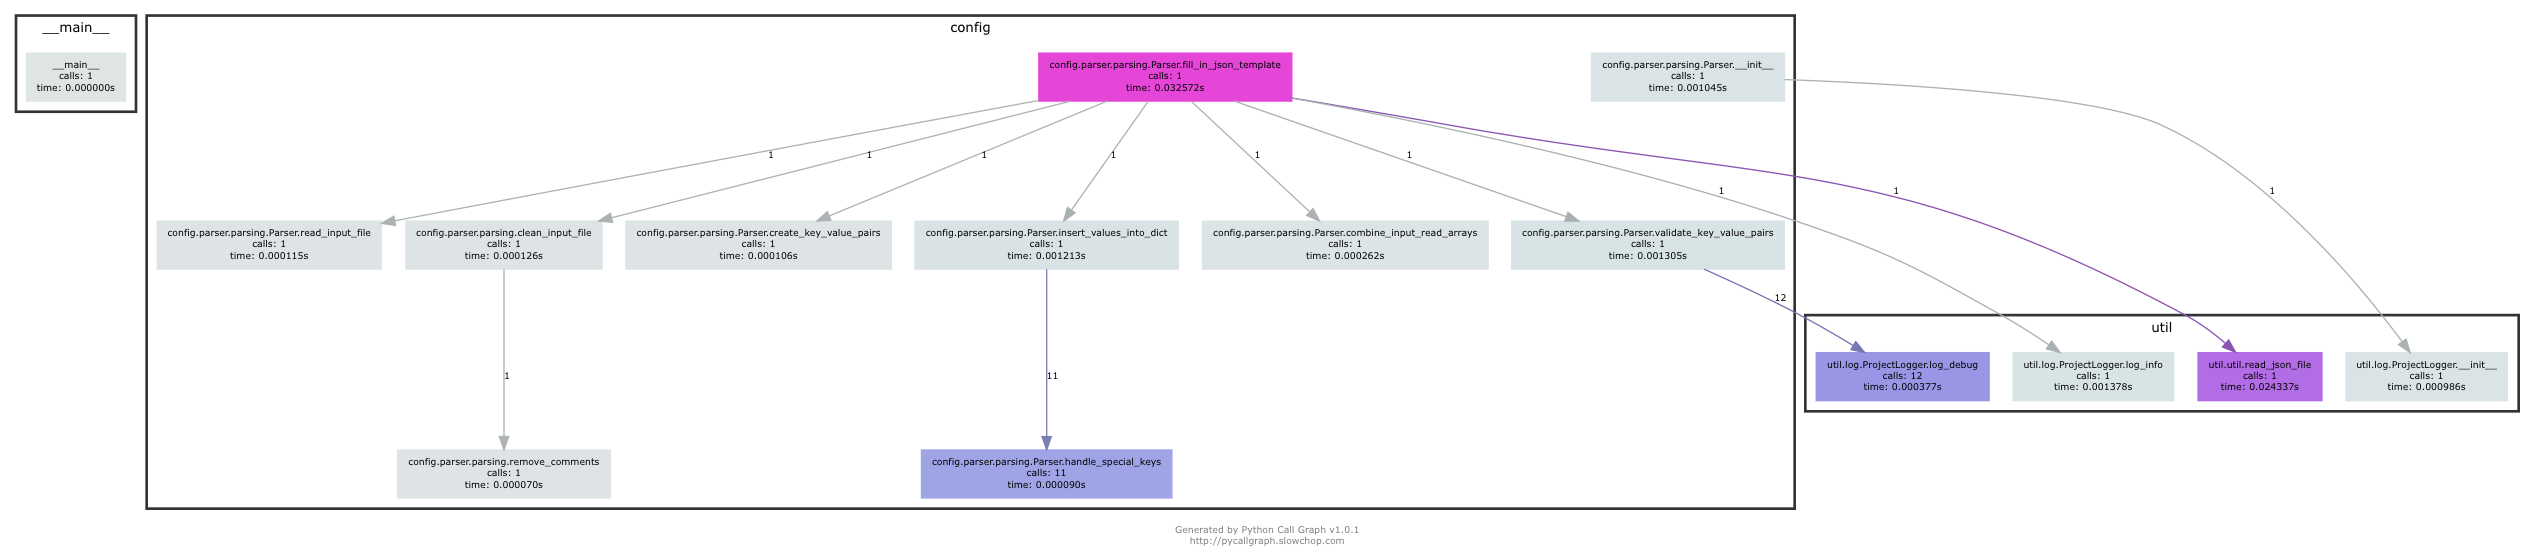 __main__
__main__
calls: 1
time: 0.000000s
config
config.parser.parsing.Parser.fill_in_json_template
calls: 1
time: 0.032572s
config.parser.parsing.Parser.__init__
calls: 1
time: 0.001045s
1
1
1
1
1
1
1
1
1
config.parser.parsing.Parser.read_input_file
calls: 1
time: 0.000115s
config.parser.parsing.clean_input_file
calls: 1
time: 0.000126s
config.parser.parsing.Parser.create_key_value_pairs
calls: 1
time: 0.000106s
config.parser.parsing.Parser.insert_values_into_dict
calls: 1
time: 0.001213s
config.parser.parsing.Parser.combine_input_read_arrays
calls: 1
time: 0.000262s
config.parser.parsing.Parser.validate_key_value_pairs
calls: 1
time: 0.001305s
12
util
util.log.ProjectLogger.log_debug
calls: 12
time: 0.000377s
util.log.ProjectLogger.log_info
calls: 1
time: 0.001378s
util.util.read_json_file
calls: 1
time: 0.024337s
util.log.ProjectLogger.__init__
calls: 1
time: 0.000986s
1
11
config.parser.parsing.remove_comments
calls: 1
time: 0.000070s
config.parser.parsing.Parser.handle_special_keys
calls: 11
time: 0.000090s
Generated by Python Call Graph v1.0.1
http://pycallgraph.slowchop.com